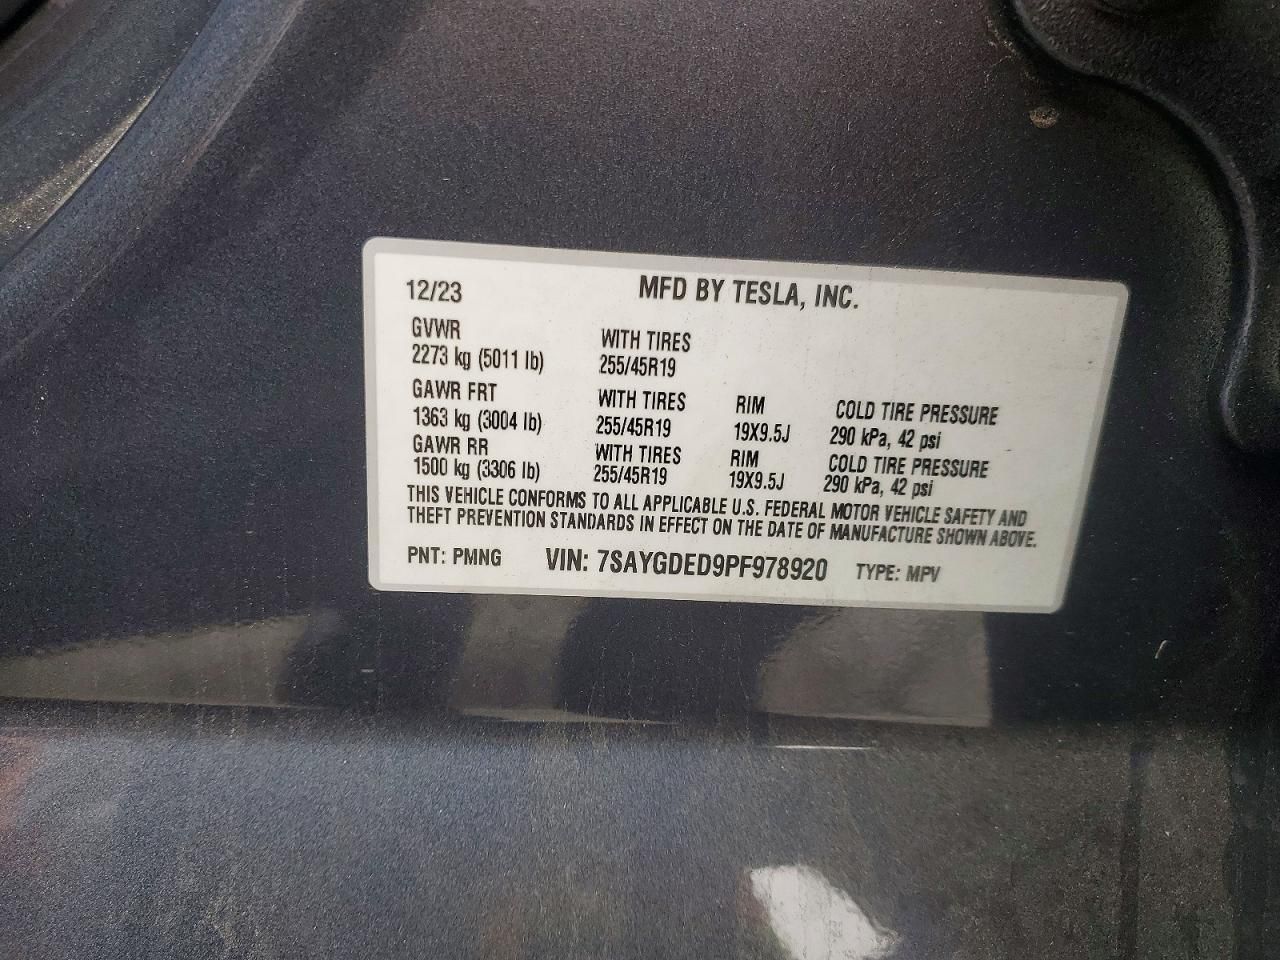 12/23 MFD BY TESLA, INC.
GVWR WITH TIRES
2273 kg (5011 lb) 255/45R19
GAWR FRT WITH TIRES RIM COLD TIRE PRESSURE
1363 kg (3004 lb) 255/45R19 19X9.5J 290 kPa, 42 psi
GAWR RR WITH TIRES RIM COLD TIRE PRESSURE
1500 kg (3306 lb) 255/45R19 19X9.5J 290 kPa, 42 psi
THIS VEHICLE CONFORMS TO ALL APPLICABLE U.S. FEDERAL MOTOR VEHICLE SAFETY AND
THEFT PREVENTION STANDARDS IN EFFECT ON THE DATE OF MANUFACTURE SHOWN ABOVE.
PNT: PMNG VIN: 7SAYGDED9PF978920 TYPE: MPV